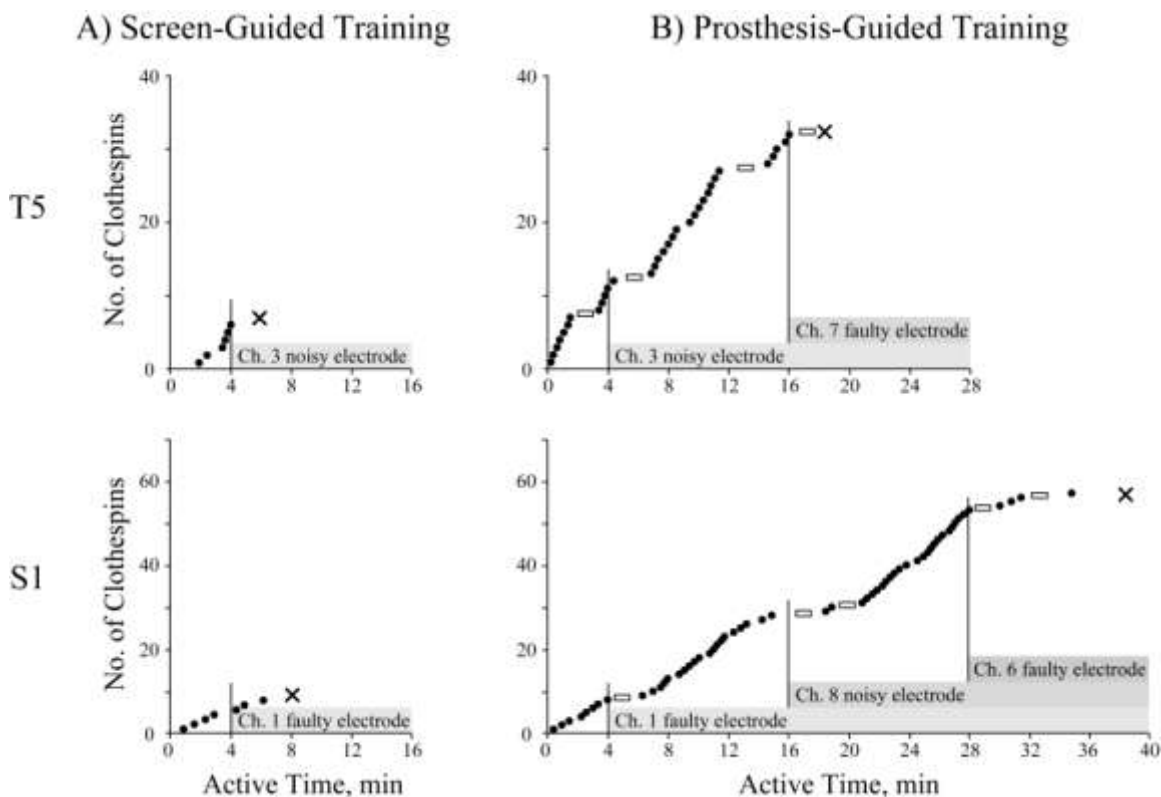 A) Screen-Guided Training
B) Prosthesis-Guided Training
T5
No. of Clothespins
40
20
0
Ch. 3 noisy electrode
0 4 8 12 16
40
20
0
Ch. 7 faulty electrode
Ch. 3 noisy electrode
0 4 8 12 16 20 24 28
S1
No. of Clothespins
60
40
20
0
Ch. 1 faulty electrode
0 4 8 12 16
Active Time, min
60
40
20
0
Ch. 6 faulty electrode
Ch. 8 noisy electrode
Ch. 1 faulty electrode
0 4 8 12 16 20 24 28 32 36 40
Active Time, min